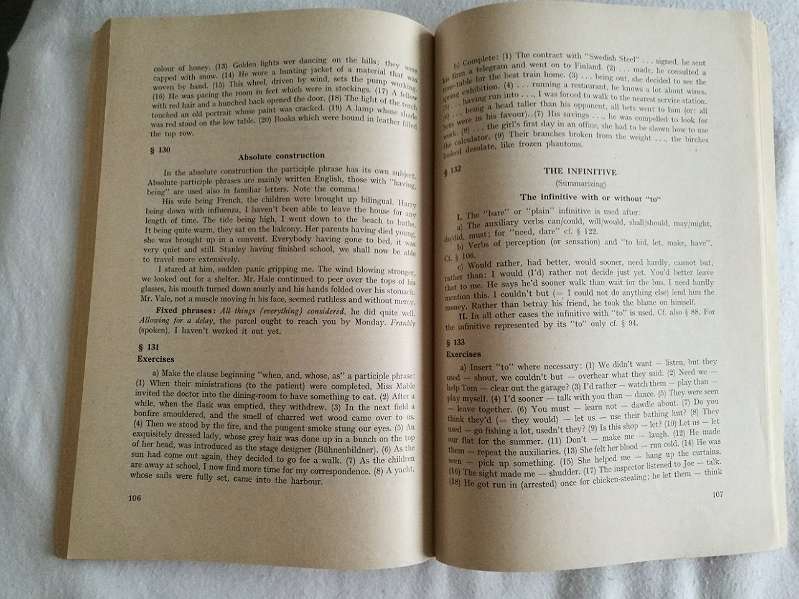 colour of honey. (13) Golden lights wer dancing on the hills: they were
capped with snow. (14) He wore a hunting jacket of a material that was
woven by hand. (15) This wheel, driven by wind, sets the pump working.
(16) He was pacing the room in feet which were in stockings. (17) A fellow
with red hair and a hunched back opened the door. (18) The light of the torch
touched an old portrait whose paint was cracked. (19) A lamp whose shade
was red stood on the low table. (20) Books which were bound in leather filled
the top row.
§ 130
Absolute construction
In the absolute construction the participle phrase has its own subject.
Absolute participle phrases are mainly written English, those with "having,
being" are used also in familiar letters. Note the comma!
His wife being French, the children were brought up bilingual. Harry
being down with influenza, I haven't been able to leave the house for any
length of time. The tide being high, I went down to the beach to bathe.
It being quite warm, they sat on the balcony. Her parents having died young,
she was brought up in a convent. Everybody having gone to bed, it was
very quiet and still. Stanley having finished school, we shall now be able
to travel more extensively.
I stared at him, sudden panic gripping me. The wind blowing stronger,
we looked out for a shelter. Mr. Hale continued to peer over the tops of his
glasses, his mouth turned down sourly and his hands folded over his stomach.
Mr. Vale, not a muscle moving in his face, seemed ruthless and without mercy.
Fixed phrases: All things (everything) considered, he did quite well.
Allowing for a delay, the parcel ought to reach you by Monday. Frankly
(spoken), I haven't worked it out yet.
§ 131
Exercises
a) Make the clause beginning "when, and, whose, as" a participle phrase:
(1) When their ministrations (to the patient) were completed, Miss Mable
invited the doctor into the dining-room to have something to eat. (2) After a
while, when the flask was emptied, they withdrew. (3) In the next field a
bonfire smouldered, and the smell of charred wet wood came over to us.
(4) Then we stood by the fire, and the pungent smoke stung our eyes. (5) An
exquisitely dressed lady, whose grey hair was done up in a bunch on the top
of her head, was introduced as the stage designer (Bühnenbildner). (6) As the
sun had come out again, they decided to go for a walk. (7) As the children
are away at school, I now find more time for my correspondence. (8) A yacht,
whose sails were fully set, came into the harbour.
106
b) Complete: (1) The contract with "Swedish Steel" ... signed, he sent
his firm a telegram and went on to Finland. (2) ... made, he consulted a
time-table for the best train home. (3) ... being out, she decided to see the
spring exhibition. (4) ... running a restaurant, he knows a lot about wines.
(5) ... having run into ..., I was forced to walk to the nearest service station.
(6) ... being a head taller than his opponent, all bets went to him (or: all
bets were in his favour). (7) His savings ..., he was compelled to look for
work. (8) ... the girl's first day in an office, she had to be shown how to use
the calculator. (9) Their branches broken from the weight ..., the birches
looked desolate, like frozen phantoms.
§ 132
THE INFINITIVE
(Summarizing)
The infinitive with or without "to"
I. The "bare" or "plain" infinitive is used after:
a) The auxiliary verbs can/could, will/would, shall/should, may/might,
do/did, must; for "need, dare" cf. § 122.
b) Verbs of perception (or sensation) and "to bid, let, make, have".
Cf. § 106.
c) Would rather, had better, would sooner, need hardly, cannot but,
rather than: I would (I'd) rather not decide just yet. You'd better leave
that to me. He says he'd sooner walk than wait for the bus. I need hardly
mention this. I couldn't but (= I could not do anything else) lend him the
money. Rather than betray his friend, he took the blame on himself.
II. In all other cases the infinitive with "to" is used. Cf. also § 88. For
the infinitive represented by its "to" only cf. § 94.
§ 133
Exercises
a) Insert "to" where necessary: (1) We didn't want — listen, but they
used — shout, we couldn't but — overhear what they said. (2) Need we —
help Tom — clear out the garage? (3) I'd rather — watch them — play than —
play myself. (4) I'd sooner — talk with you than — dance. (5) They were seen
— leave together. (6) You must — learn not — dawdle about. (7) Do you
think they'd (= they would) — let us — use their bathing hut? (8) They
used — go fishing a lot, usedn't they? (9) Is this shop — let? (10) Let us — let
our flat for the summer. (11) Don't — make me — laugh. (12) He made
them — repeat the auxiliaries. (13) She felt her blood — run cold. (14) He was
seen — pick up something. (15) She helped me — hang up the curtains.
(16) The sight made me — shudder. (17) The inspector listened to Joe — talk.
(18) He got run in (arrested) once for chicken-stealing; he let them — think
107